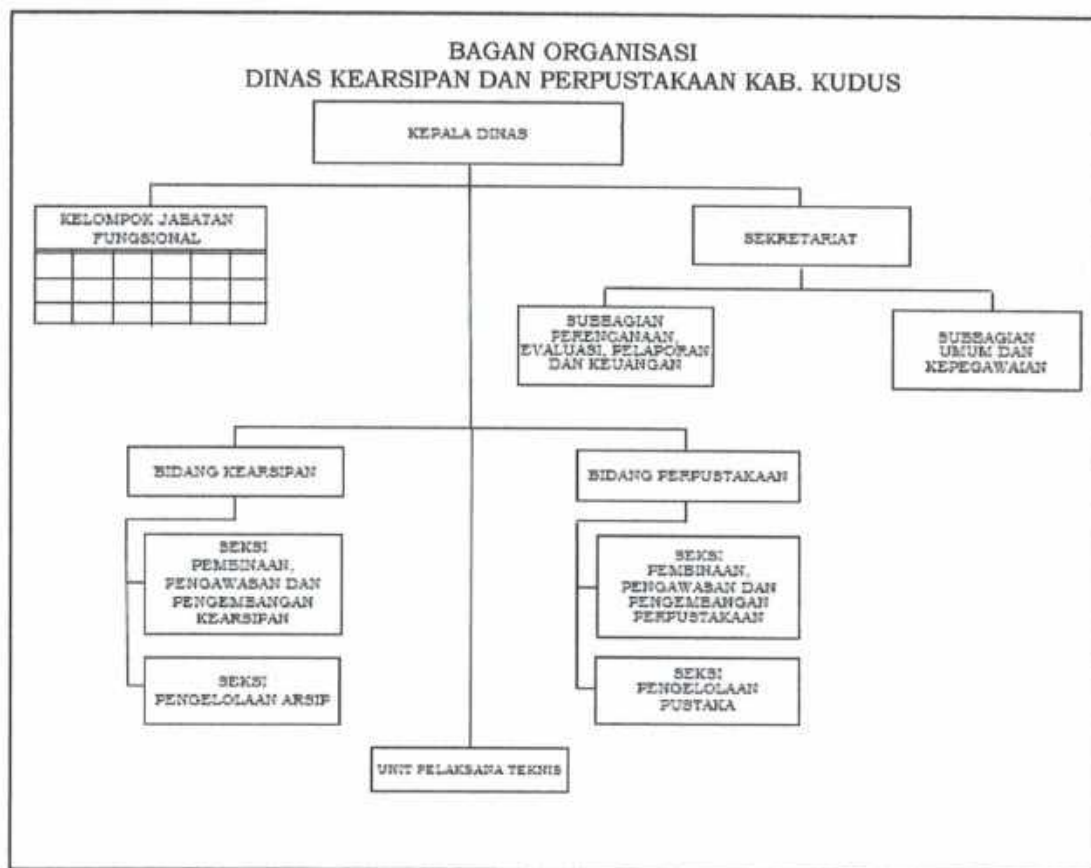 BAGAN ORGANISASI
DINAS KEARSIPAN DAN PERPUSTAKAAN KAB. KUDUS
KEPALA DINAS
KELOMPOK JABATAN
FUNGSIONAL
SEKRETARIAT
SUBBAGIAN
PERENCANAAN,
EVALUASI, PELAPORAN
DAN KEUANGAN
SUBBAGIAN
UMUM DAN
KEPEGAWAIAN
BIDANG KEARSIPAN
BIDANG PERPUSTAKAAN
SEKSI
PEMBINAAN,
PENGAWASAN DAN
PENGEMBANGAN
KEARSIPAN
SEKSI
PEMBINAAN,
PENGAWASAN DAN
PENGEMBANGAN
PERPUSTAKAAN
SEKSI
PENGELOLAAN ARSIP
SEKSI
PENGELOLAAN
PUSTAKA
UNIT PELAKSANA TEKNIS